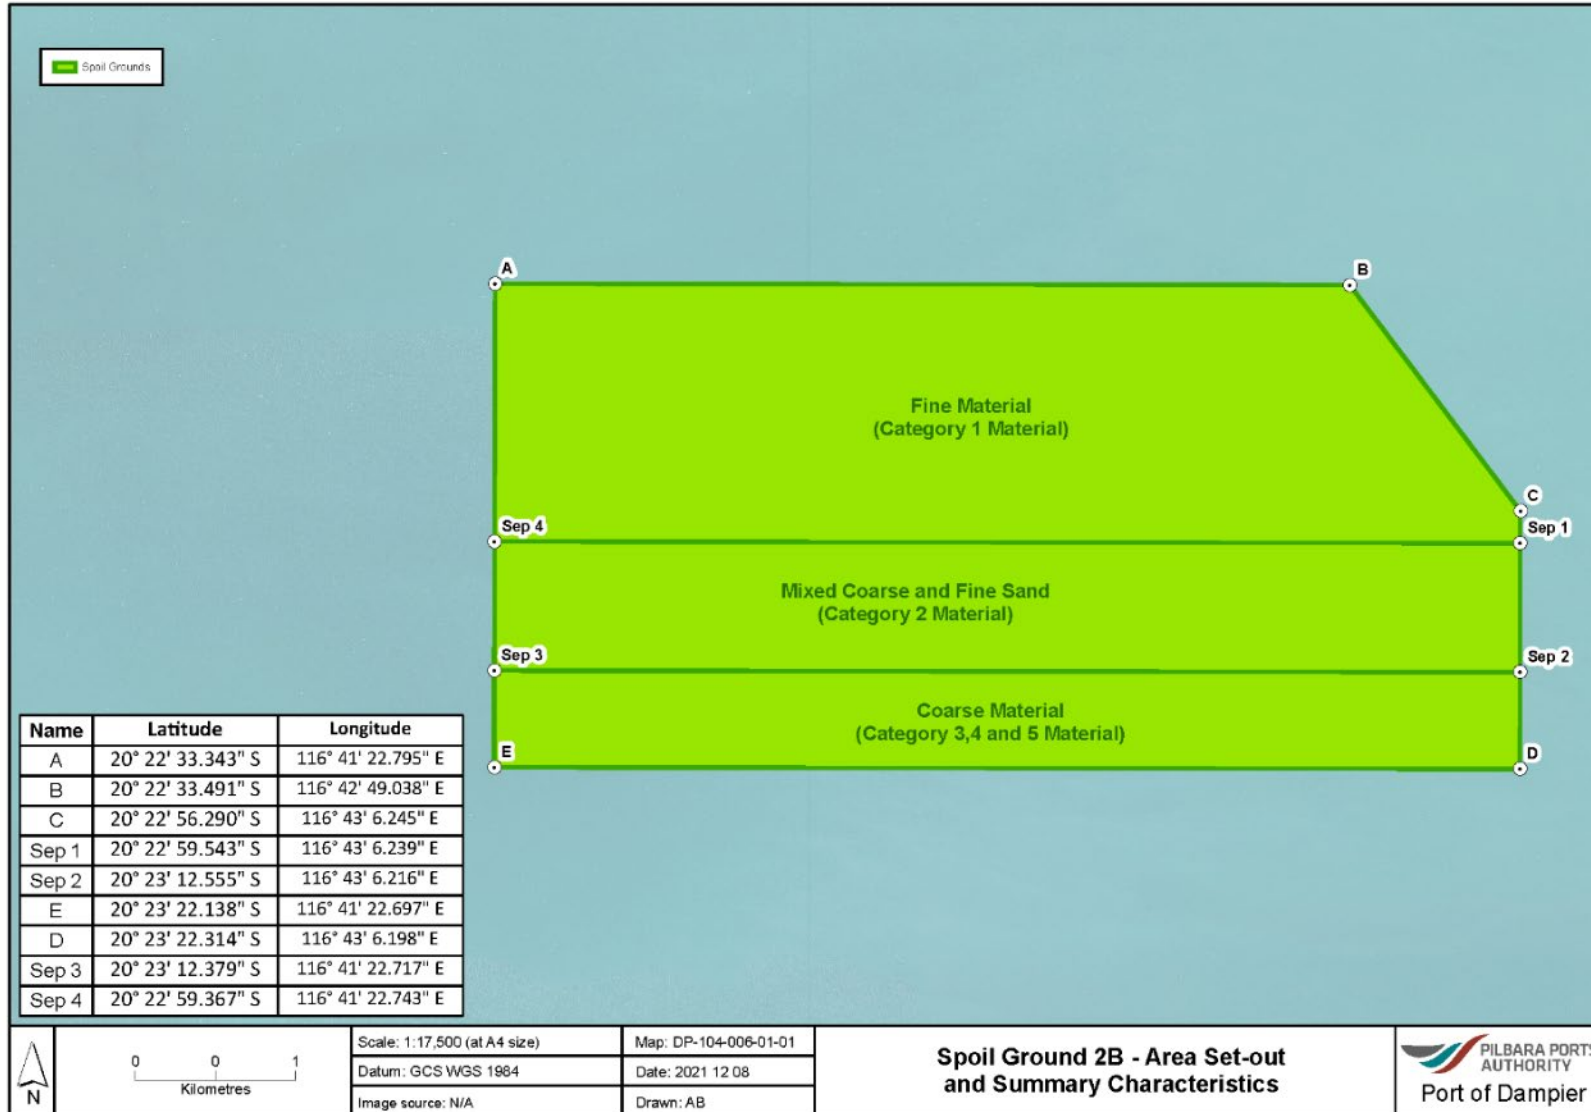 Spoil Grounds
A
B
Fine Material
(Category 1 Material)
C
Sep 4
Sep 1
Mixed Coarse and Fine Sand
(Category 2 Material)
Sep 3
Sep 2
Coarse Material
(Category 3,4 and 5 Material)
E
D
Name Latitude Longitude
A 20° 22' 33.343" S 116° 41' 22.795" E
B 20° 22' 33.491" S 116° 42' 49.038" E
C 20° 22' 56.290" S 116° 43' 6.245" E
Sep 1 20° 22' 59.543" S 116° 43' 6.239" E
Sep 2 20° 23' 12.555" S 116° 43' 6.216" E
E 20° 23' 22.138" S 116° 41' 22.697" E
D 20° 23' 22.314" S 116° 43' 6.198" E
Sep 3 20° 23' 12.379" S 116° 41' 22.717" E
Sep 4 20° 22' 59.367" S 116° 41' 22.743" E
N
0 0 1
Kilometres
Scale: 1:17,500 (at A4 size)
Datum: GCS WGS 1984
Image source: N/A
Map: DP-104-006-01-01
Date: 2021 12 08
Drawn: AB
Spoil Ground 2B - Area Set-out
and Summary Characteristics
PILBARA PORTS
AUTHORITY
Port of Dampier